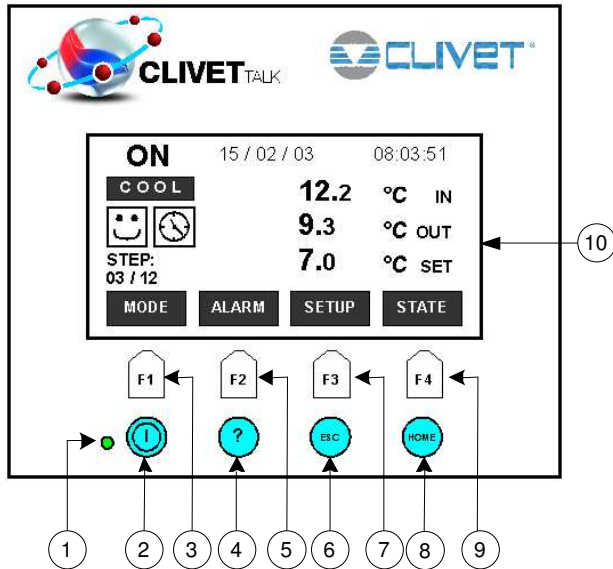 CLIVET TALK
CLIVET
ON 15 / 02 / 03 08:03:51
COOL 12.2 °C IN
9.3 °C OUT
STEP: 7.0 °C SET
03 / 12
MODE ALARM SETUP STATE
F1 F2 F3 F4
? ESC HOME
10
1 2 3 4 5 6 7 8 9